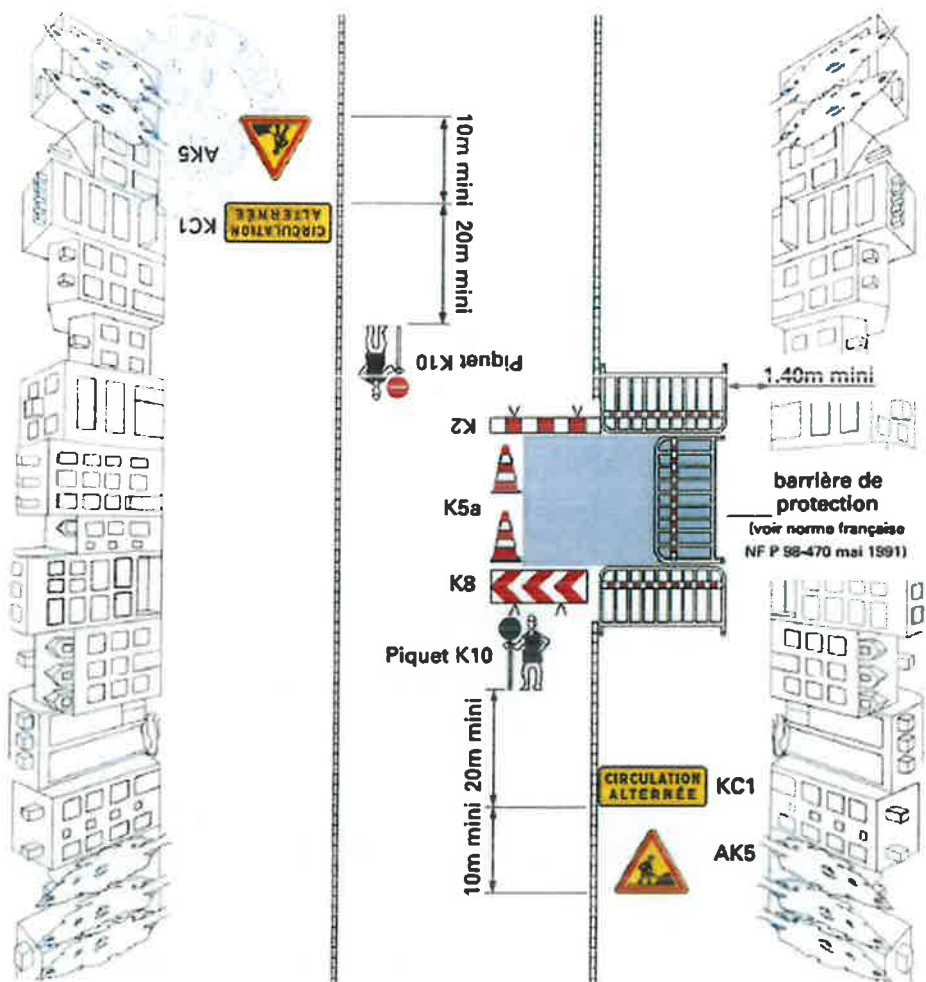 10m mini
AK5
CIRCULATION
ALTERNÉE
KC1
20m mini
Piquet K10
1.40m mini
K2
barrière de
protection
(voir norme française
NF P 98-470 mai 1991)
K5a
K8
Piquet K10
20m mini
CIRCULATION
ALTERNÉE
KC1
10m mini
AK5